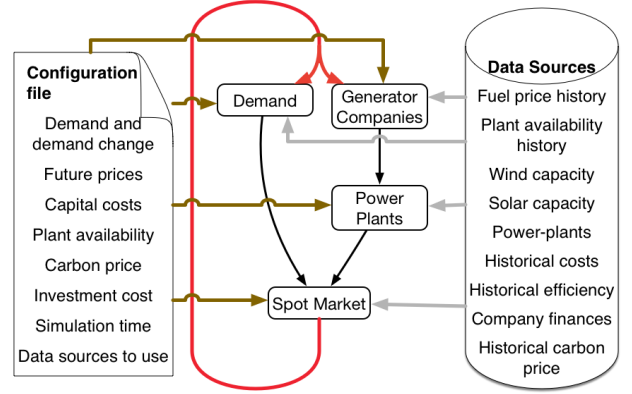 Configuration
file
Demand and
demand change
Future prices
Capital costs
Plant availability
Carbon price
Investment cost
Simulation time
Data sources to use
Demand
Generator
Companies
Power
Plants
Spot Market
Data Sources
Fuel price history
Plant availability
history
Wind capacity
Solar capacity
Power-plants
Historical costs
Historical efficiency
Company finances
Historical carbon
price